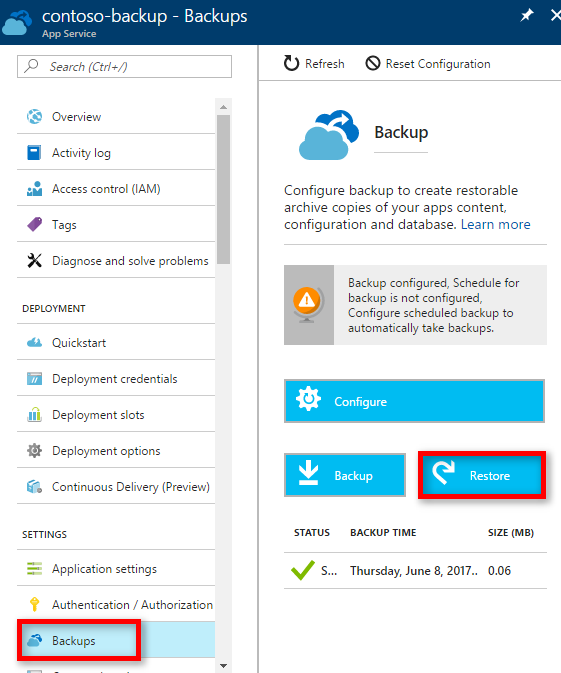 contoso-backup - Backups
App Service
Search (Ctrl+/)
Overview
Activity log
Access control (IAM)
Tags
Diagnose and solve problems
DEPLOYMENT
Quickstart
Deployment credentials
Deployment slots
Deployment options
Continuous Delivery (Preview)
SETTINGS
Application settings
Authentication / Authorization
Backups
Refresh
Reset Configuration
Backup
Configure backup to create restorable
archive copies of your apps content,
configuration and database. Learn more
Backup configured, Schedule for
backup is not configured,
Configure scheduled backup to
automatically take backups.
Configure
Backup
Restore
STATUS BACKUP TIME SIZE (MB)
S... Thursday, June 8, 2017.. 0.06